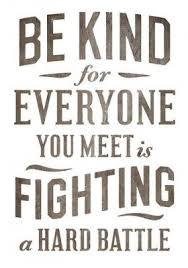 BE KIND
for
EVERYONE
YOU MEET is
FIGHTING
a HARD BATTLE